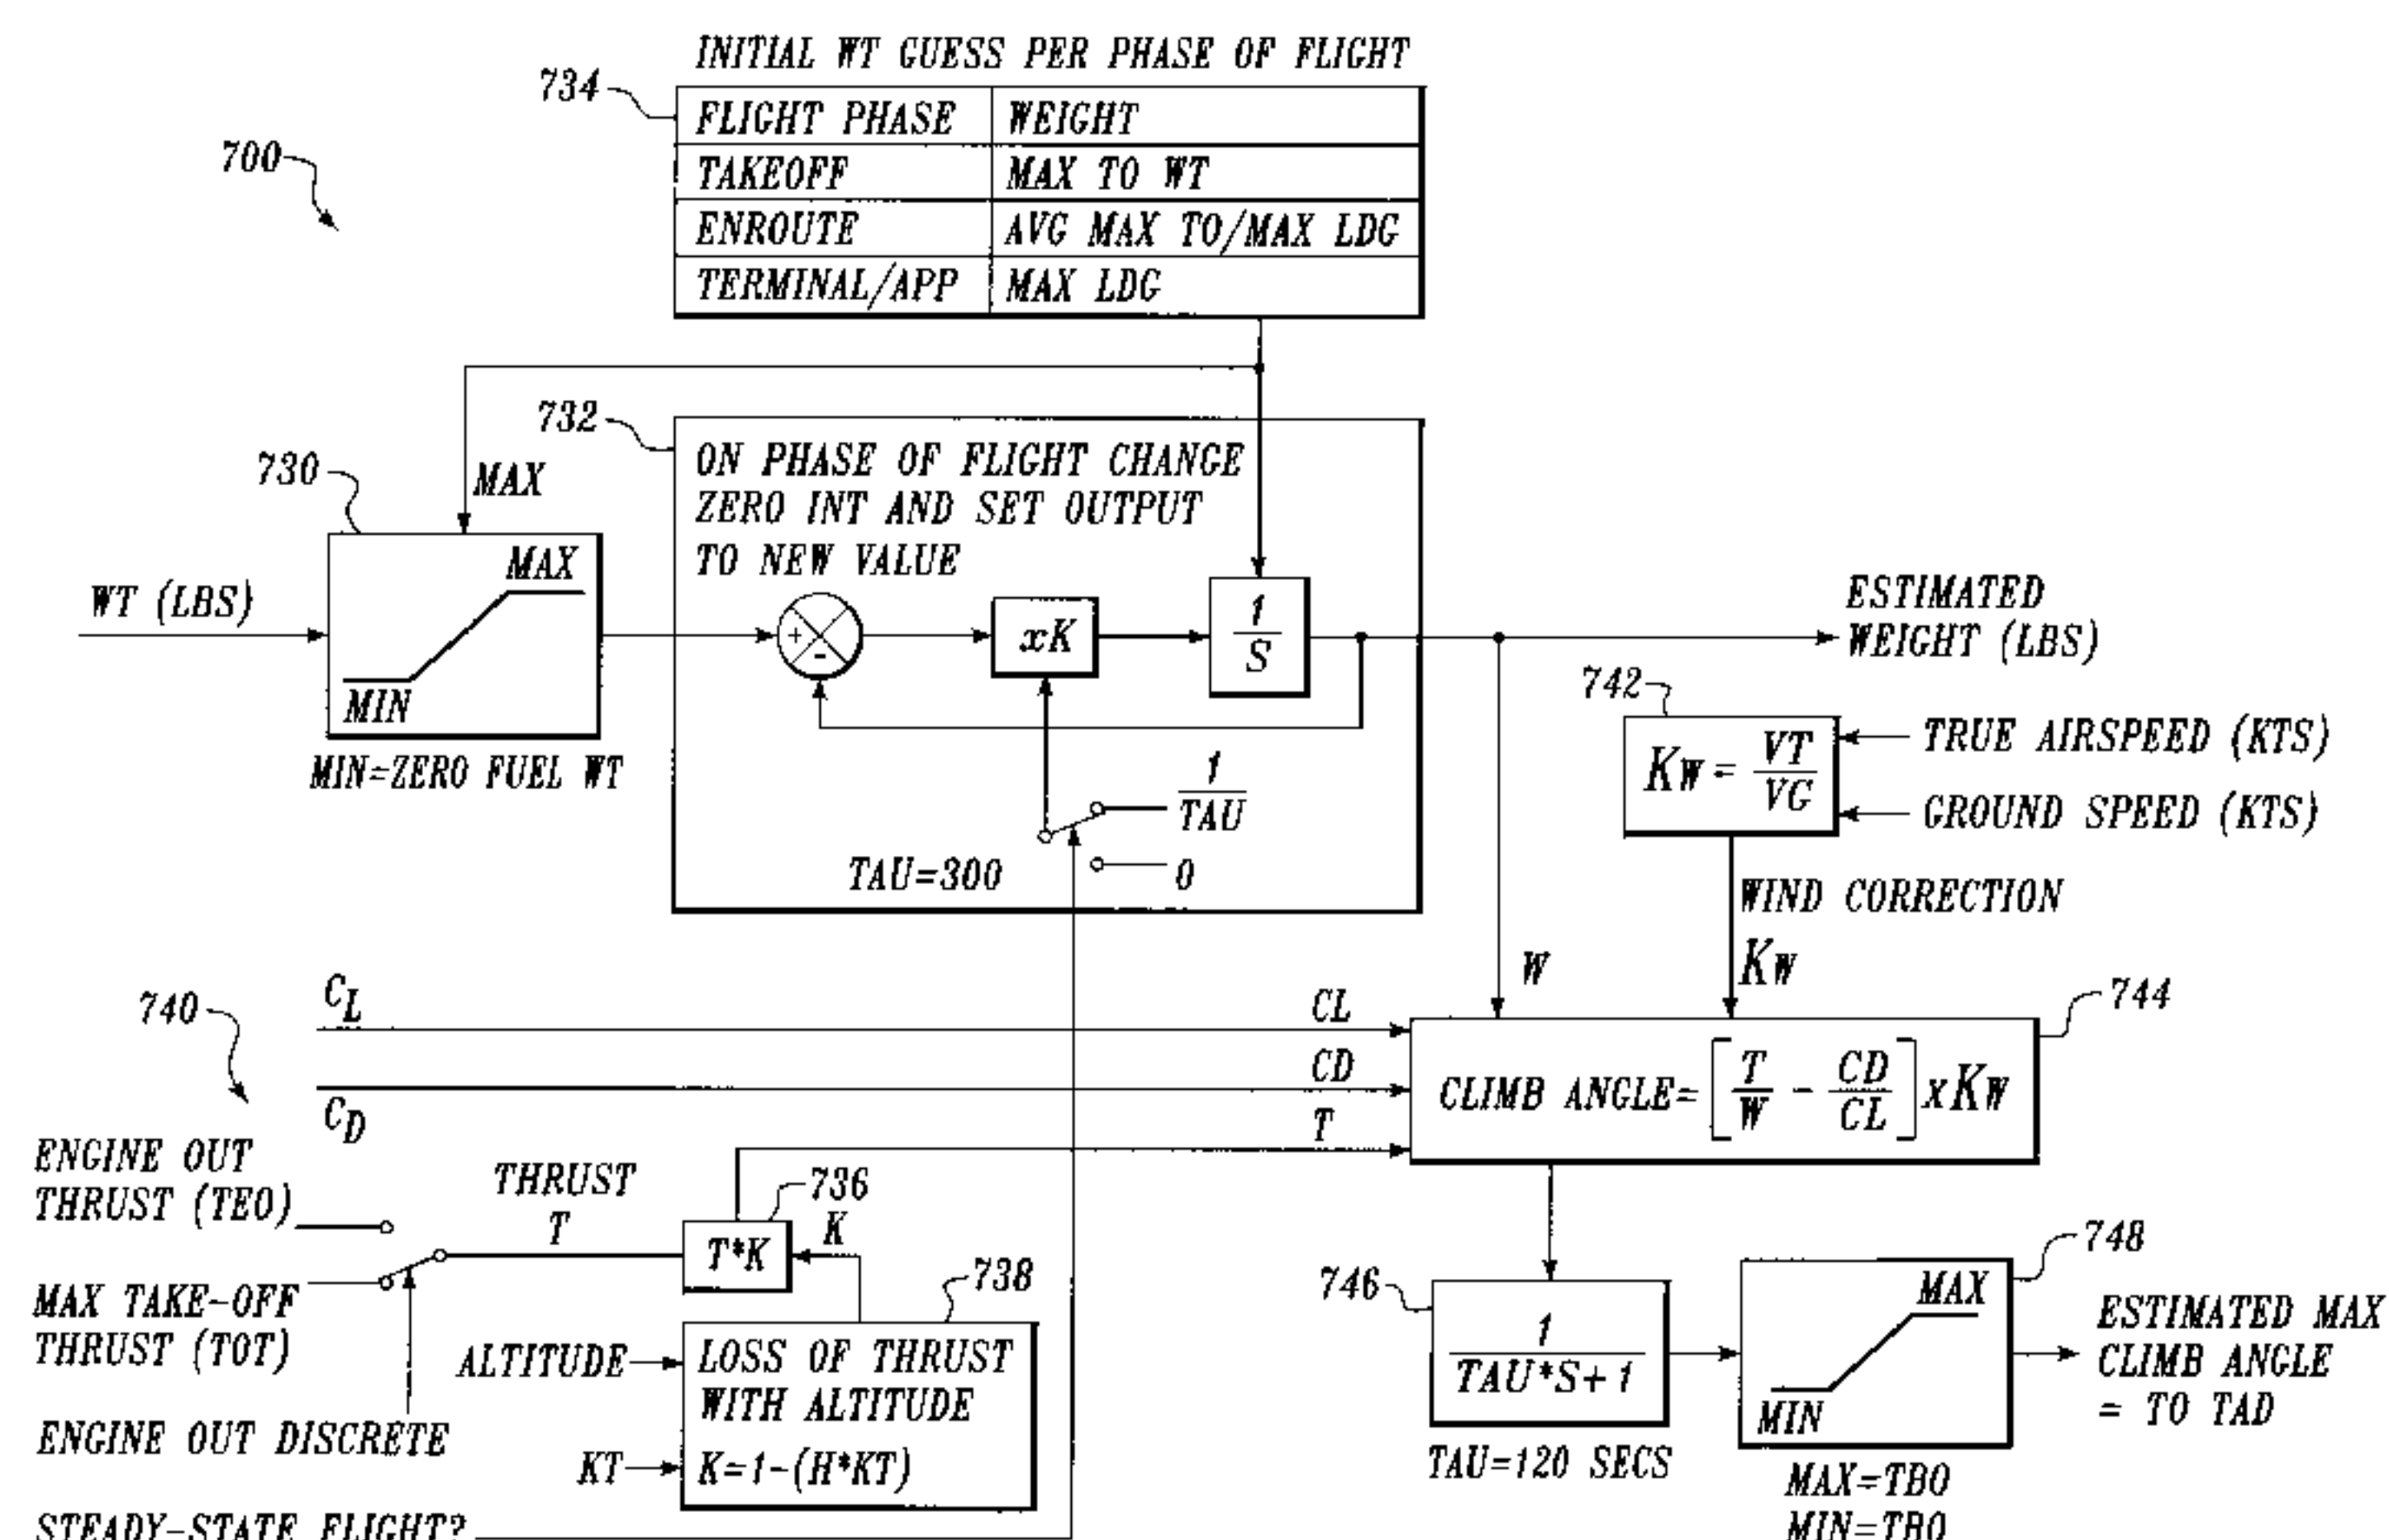 INITIAL WT GUESS PER PHASE OF FLIGHT
734
FLIGHT PHASE WEIGHT
TAKEOFF MAX TO WT
ENROUTE AVG MAX TO/MAX LDG
TERMINAL/APP MAX LDG
700
732
ON PHASE OF FLIGHT CHANGE
ZERO INT AND SET OUTPUT
TO NEW VALUE
730
MAX
WT (LBS)
MAX
MIN
MIN=ZERO FUEL WT
+
-
xK
1
S
1
TAU
0
TAU=300
ESTIMATED
WEIGHT (LBS)
742
KW= VT
VG
TRUE AIRSPEED (KTS)
GROUND SPEED (KTS)
WIND CORRECTION
W
KW
740
CL
CD
CL
CD
T
744
CLIMB ANGLE=[T/W - CD/CL] x KW
ENGINE OUT
THRUST (TEO)
MAX TAKE-OFF
THRUST (TOT)
ENGINE OUT DISCRETE
THRUST
T
736
T*K
K
738
ALTITUDE
KT
LOSS OF THRUST
WITH ALTITUDE
K=1-(H*KT)
STEADY-STATE FLIGHT?
746
1
TAU*S+1
TAU=120 SECS
748
MAX
MIN
MAX=TBO
MIN=TBO
ESTIMATED MAX
CLIMB ANGLE
= TO TAD